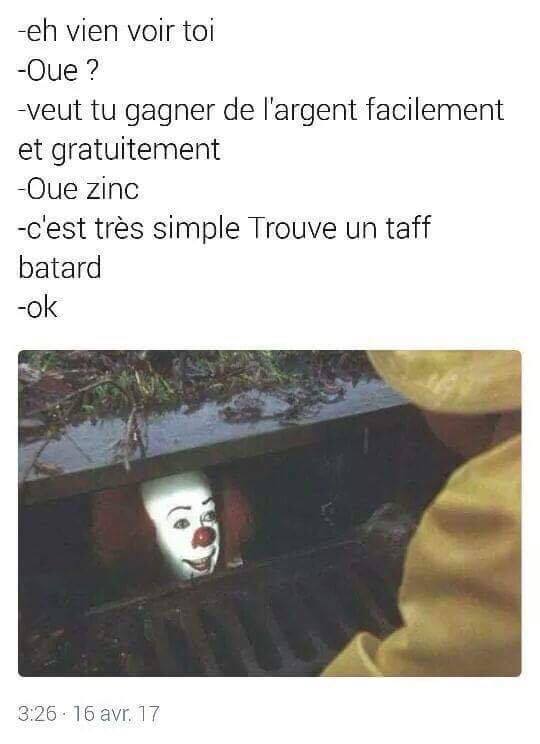 -eh vien voir toi
-Oue ?
-veut tu gagner de l'argent facilement
et gratuitement
-Oue zinc
-c'est très simple Trouve un taff
batard
-ok
3:26 · 16 avr. 17